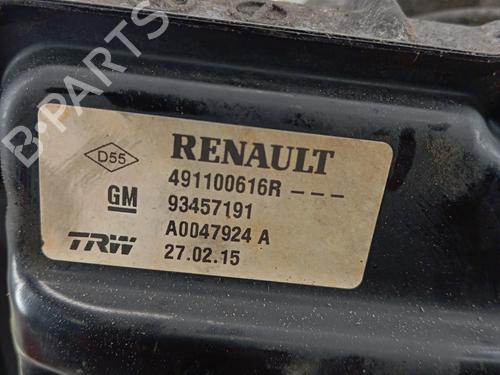 D55
RENAULT
491100616R ---
GM
93457191
A0047924 A
TRW
27.02.15
B-Parts